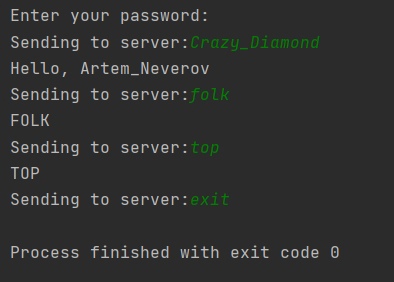 Enter your password:
Sending to server:Crazy_Diamond
Hello, Artem_Neverov
Sending to server:folk
FOLK
Sending to server:top
TOP
Sending to server:exit
Process finished with exit code 0